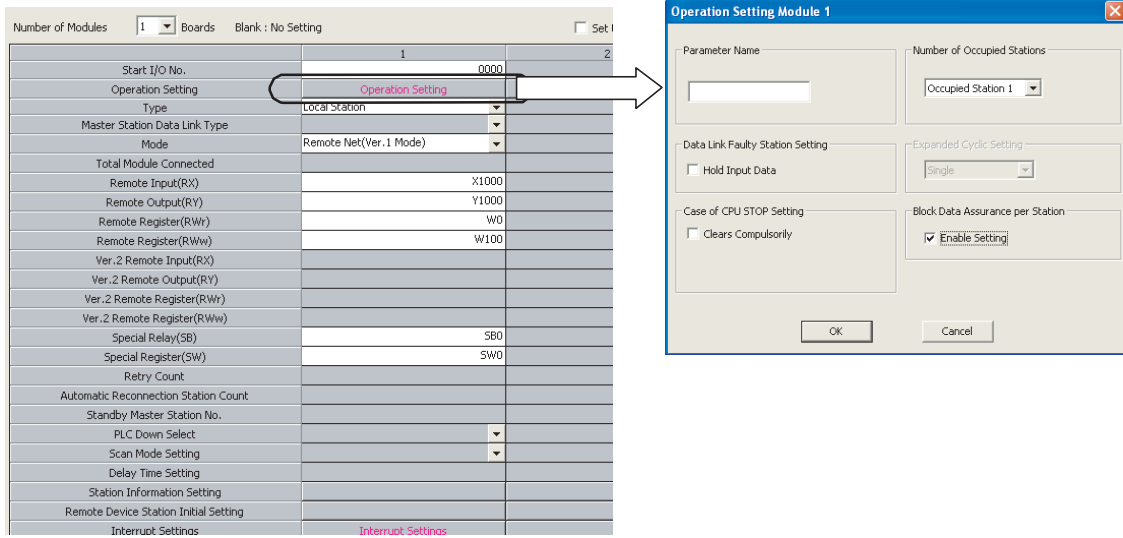 Number of Modules 1 Boards Blank : No Setting Set
1 2
Start I/O No. 0000
Operation Setting Operation Setting
Type Local Station
Master Station Data Link Type
Mode Remote Net(Ver.1 Mode)
Total Module Connected
Remote Input(RX) X1000
Remote Output(RY) Y1000
Remote Register(RWr) W0
Remote Register(RWw) W100
Ver.2 Remote Input(RX)
Ver.2 Remote Output(RY)
Ver.2 Remote Register(RWr)
Ver.2 Remote Register(RWw)
Special Relay(SB) SB0
Special Register(SW) SW0
Retry Count
Automatic Reconnection Station Count
Standby Master Station No.
PLC Down Select
Scan Mode Setting
Delay Time Setting
Station Information Setting
Remote Device Station Initial Setting
Interrupt Settings Interrupt Settings
Operation Setting Module 1
Parameter Name
Number of Occupied Stations
Occupied Station 1
Data Link Faulty Station Setting
Hold Input Data
Expanded Cyclic Setting
Single
Case of CPU STOP Setting
Clears Compulsorily
Block Data Assurance per Station
Enable Setting
OK Cancel